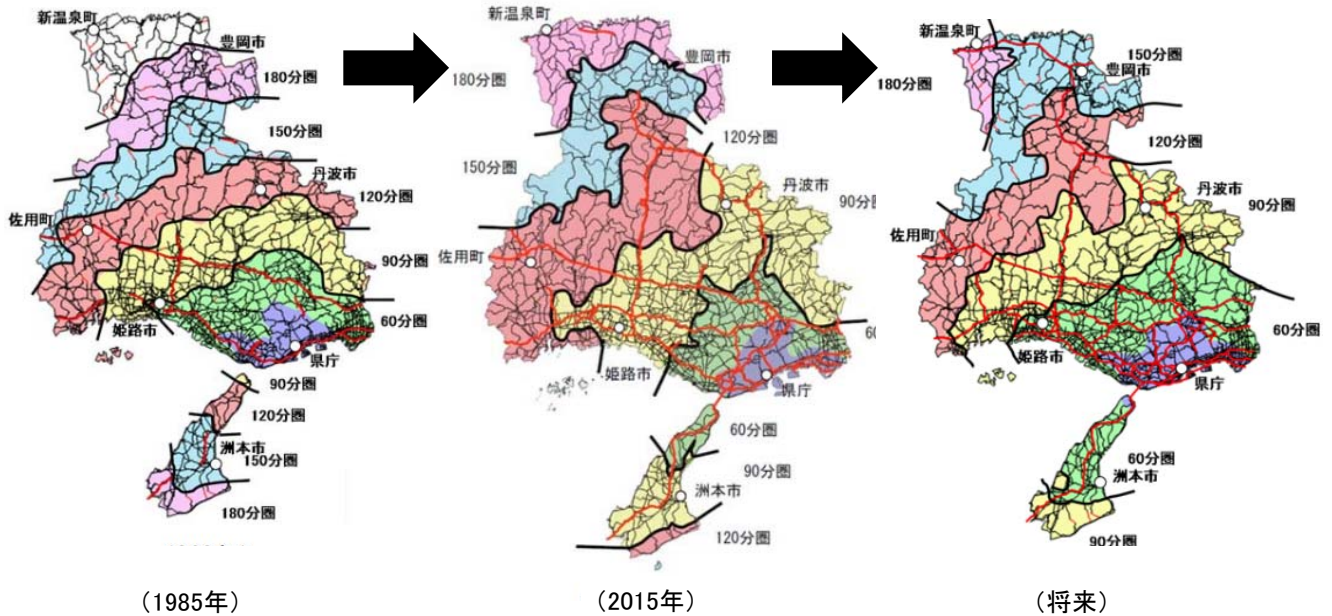 新温泉町
豊岡市
180分圏
150分圏
丹波市
120分圏
佐用町
90分圏
姫路市
60分圏
県庁
90分圏
120分圏
洲本市
150分圏
180分圏
(1985年)
新温泉町
豊岡市
180分圏
120分圏
150分圏
丹波市
90分圏
佐用町
60
姫路市
県庁
60分圏
90分圏
洲本市
120分圏
(2015年)
新温泉町
150分圏
豊岡市
180分圏
120分圏
丹波市
90分圏
佐用町
60分圏
姫路市
県庁
60分圏
洲本市
90分圏
(将来)